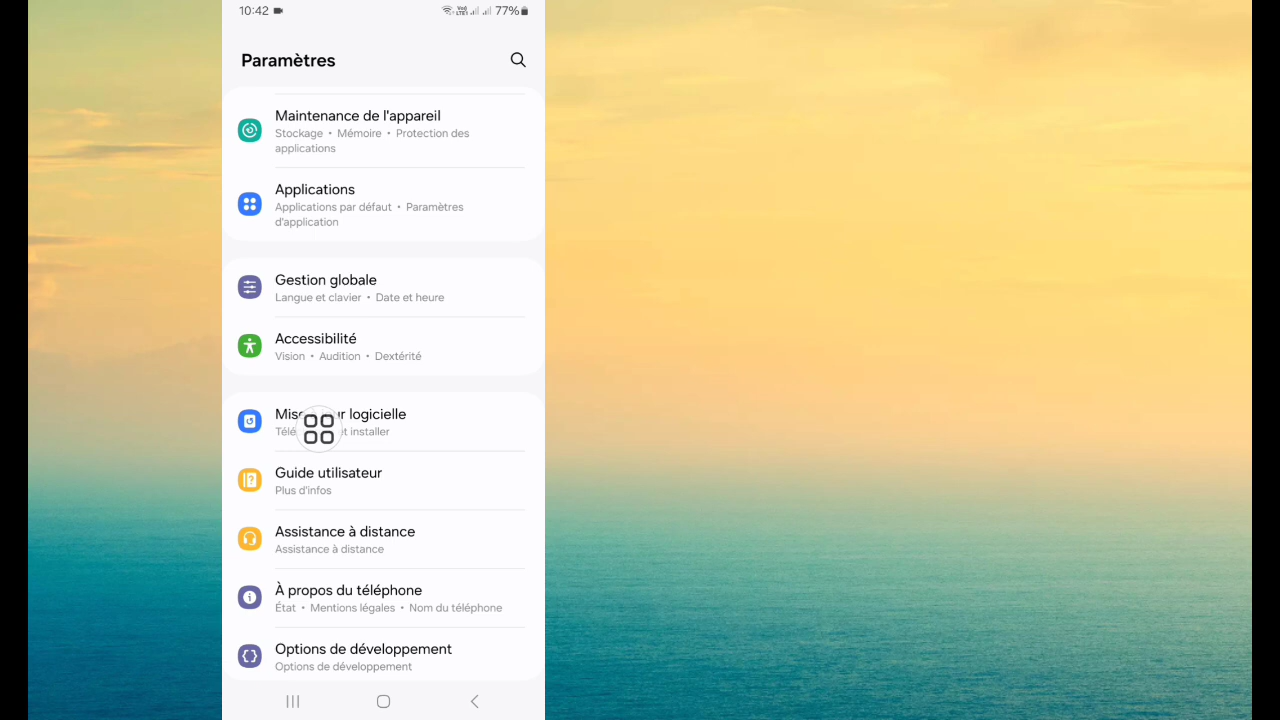 10:42
77%
Paramètres
Maintenance de l'appareil
Stockage • Mémoire • Protection des
applications
Applications
Applications par défaut • Paramètres
d'application
Gestion globale
Langue et clavier • Date et heure
Accessibilité
Vision • Audition • Dextérité
logicielle
et installer
Guide utilisateur
Plus d'infos
Assistance à distance
Assistance à distance
À propos du téléphone
État • Mentions légales • Nom du téléphone
Options de développement
Options de développement